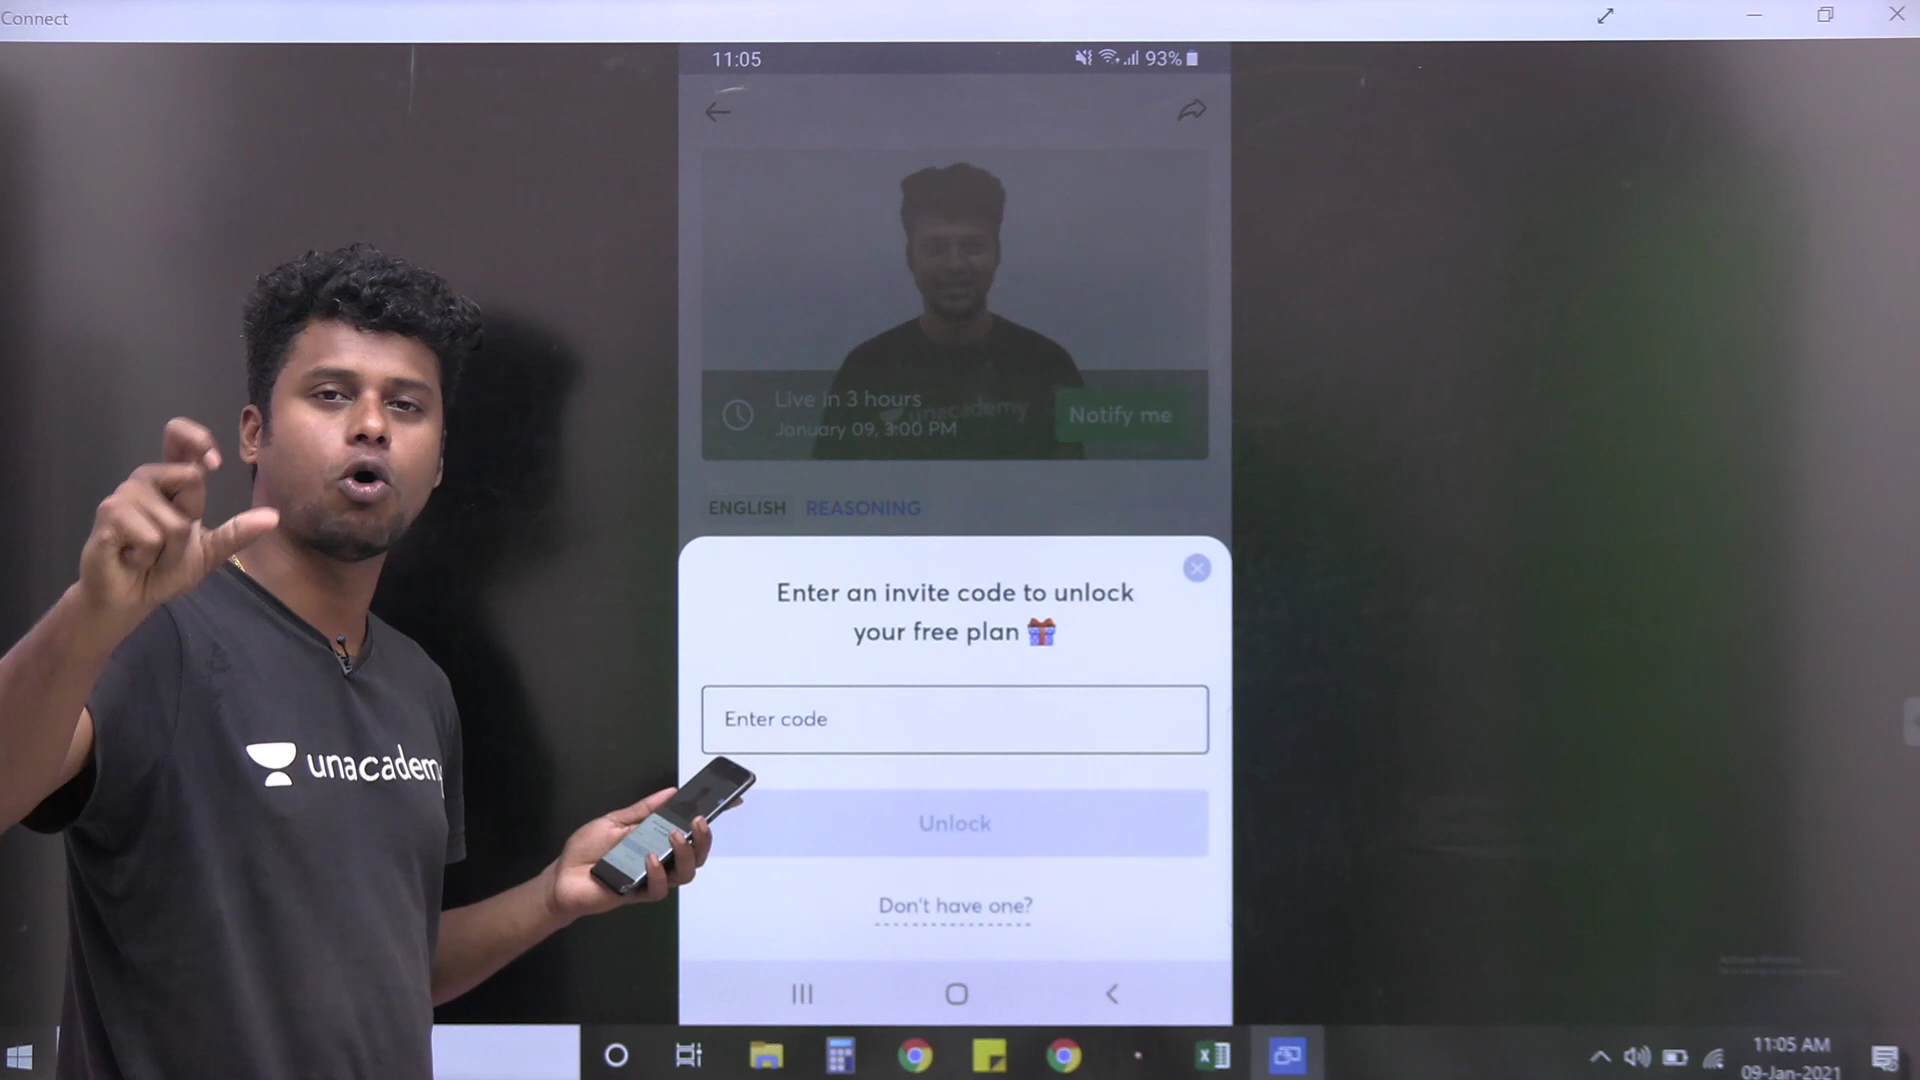 Connect
11:05
93%
Live in 3 hours
January 09, 3:00 PM
unacademy
Notify me
ENGLISH REASONING
Enter an invite code to unlock
your free plan
Enter code
Unlock
Don't have one?
unacademy
11:05 AM
09-Jan-2021